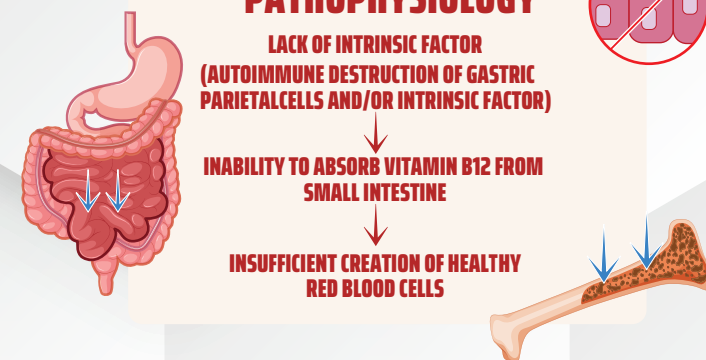 PATHOPHYSIOLOGY
LACK OF INTRINSIC FACTOR
(AUTOIMMUNE DESTRUCTION OF GASTRIC
PARIETALCELLS AND/OR INTRINSIC FACTOR)
INABILITY TO ABSORB VITAMIN B12 FROM
SMALL INTESTINE
INSUFFICIENT CREATION OF HEALTHY
RED BLOOD CELLS